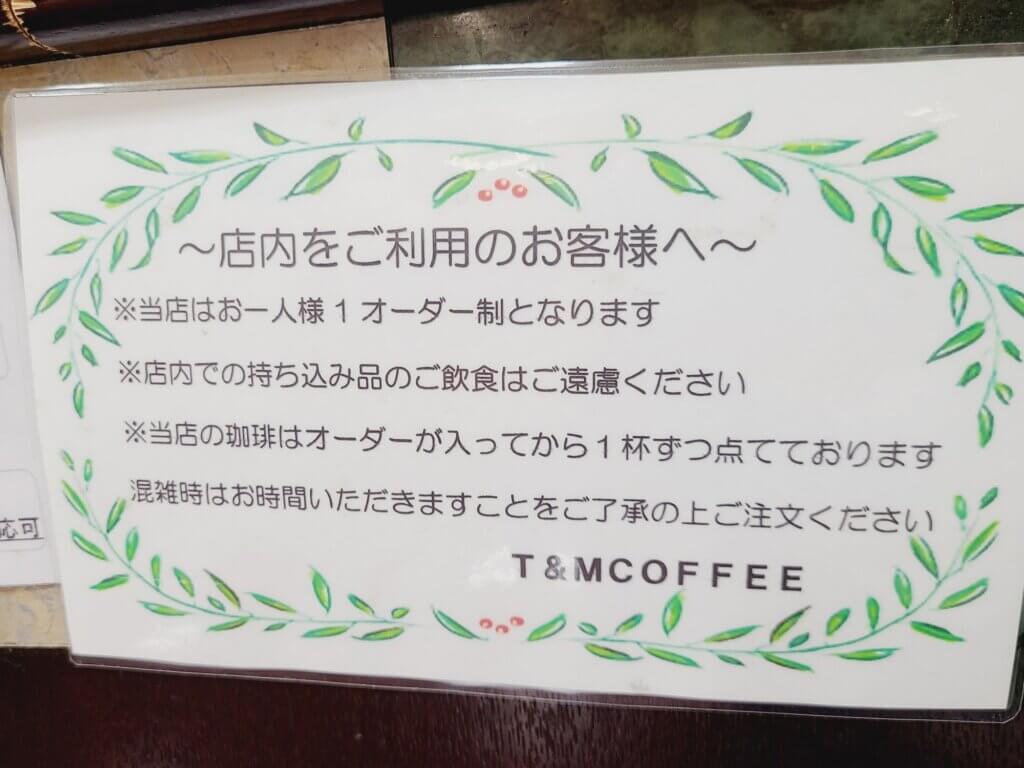 ～店内をご利用のお客様へ～
※当店はお一人様１オーダー制となります
※店内での持ち込み品のご飲食はご遠慮ください
※当店の珈琲はオーダーが入ってから１杯ずつ点てております
混雑時はお時間いただきますことをご了承の上ご注文ください
T&MCOFFEE
応可